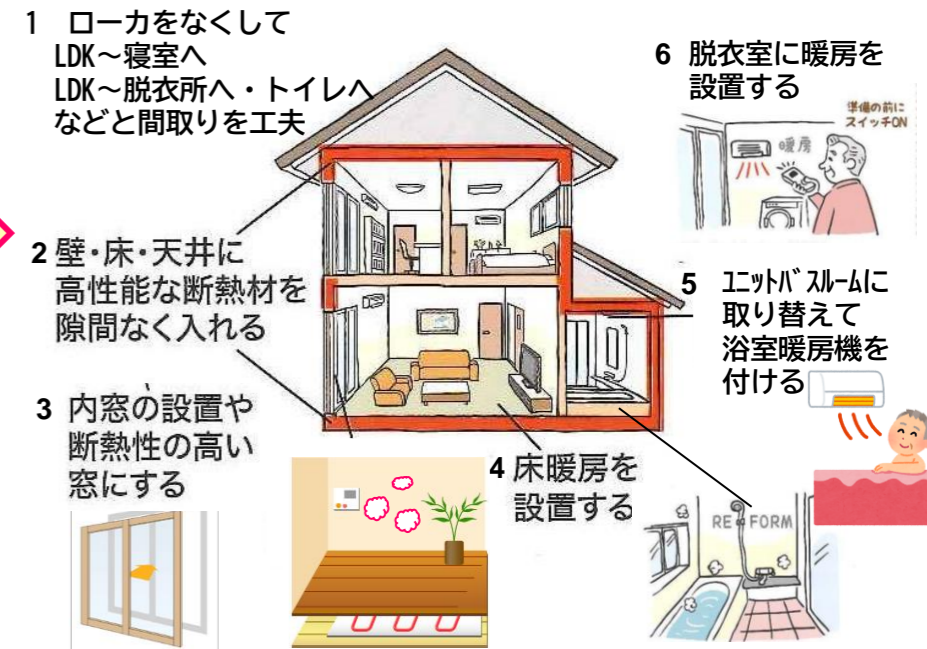 1 ローカをなくして
LDK～寝室へ
LDK～脱衣所へ・トイレへ
などと間取りを工夫
2 壁・床・天井に
高性能な断熱材を
隙間なく入れる
3 内窓の設置や
断熱性の高い
窓にする
4 床暖房を
設置する
5 ﾕﾆｯﾄﾊﾞｽﾙｰﾑに
取り替えて
浴室暖房機を
付ける
6 脱衣室に暖房を
設置する
準備の前に
スイッチON
暖房
RE FORM